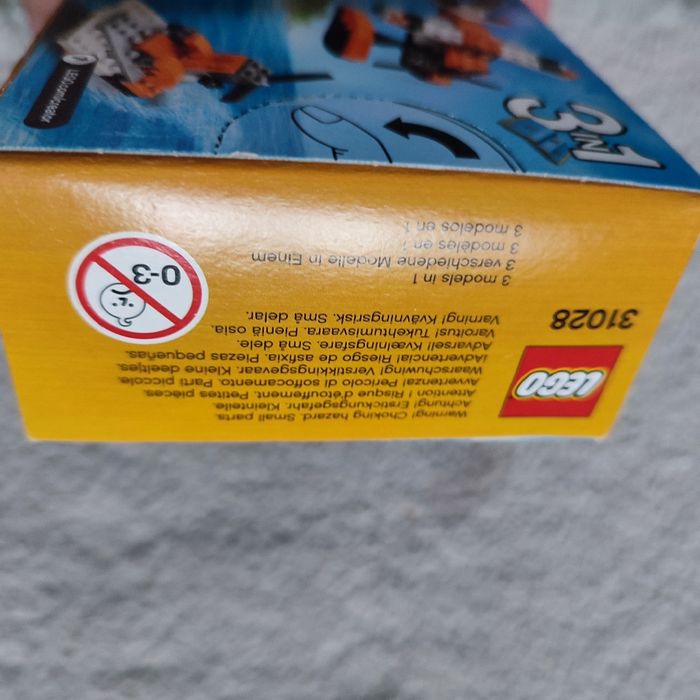 LEGO
Warning! Choking hazard. Small parts.
Achtung! Erstickungsgefahr. Kleinteile.
Attention ! Risque d'étouffement. Petites pièces.
Avvertenza! Pericolo di soffocamento. Parti piccole.
Waarschuwing! Verstikkingsgevaar. Kleine deeltjes.
¡Advertencia! Riesgo de asfixia. Piezas pequeñas.
Advarsel! Kvælningsfare. Små dele.
Varoitus! Tukehtumisvaara. Pieniä osia.
Varning! Kvävningsrisk. Små delar.
31028
0-3
3 models in 1
3 verschiedene Modelle in Einem
3 modèles en 1
3 modelos en 1
3 IN 1
LEGO.com/creator